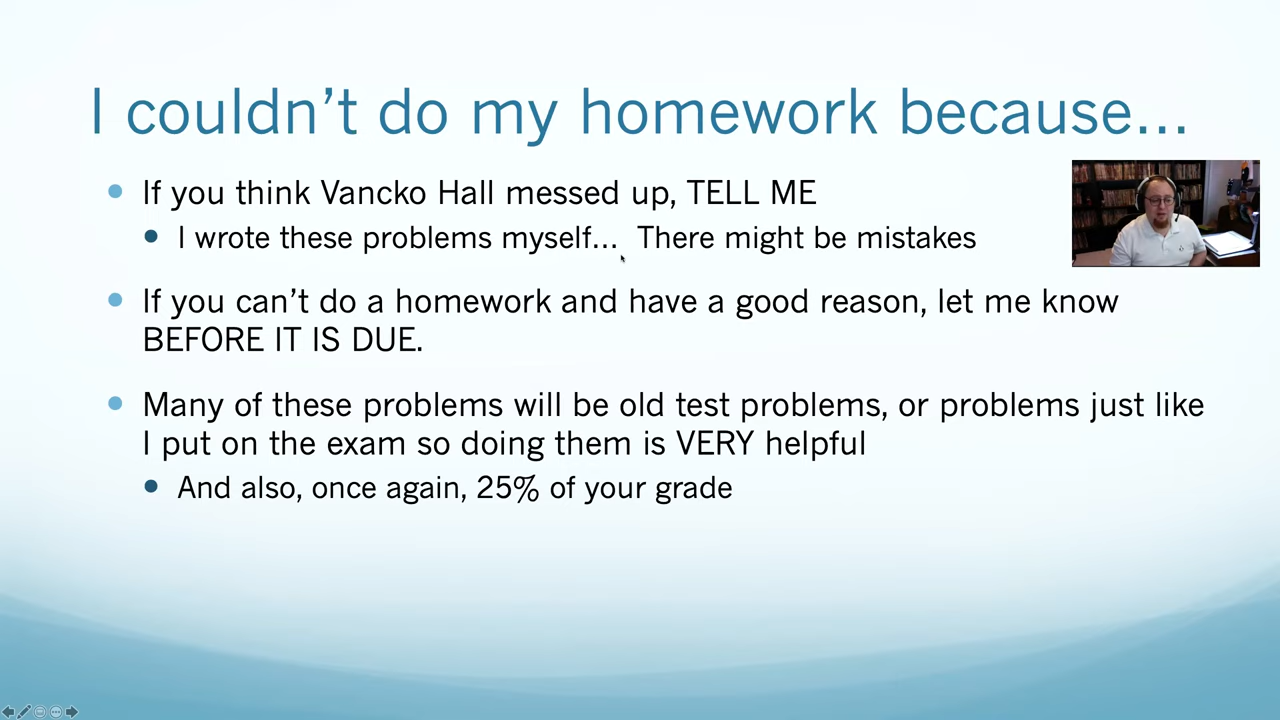 I couldn’t do my homework because…
If you think Vancko Hall messed up, TELL ME
I wrote these problems myself… There might be mistakes
If you can’t do a homework and have a good reason, let me know
BEFORE IT IS DUE.
Many of these problems will be old test problems, or problems just like
I put on the exam so doing them is VERY helpful
And also, once again, 25% of your grade